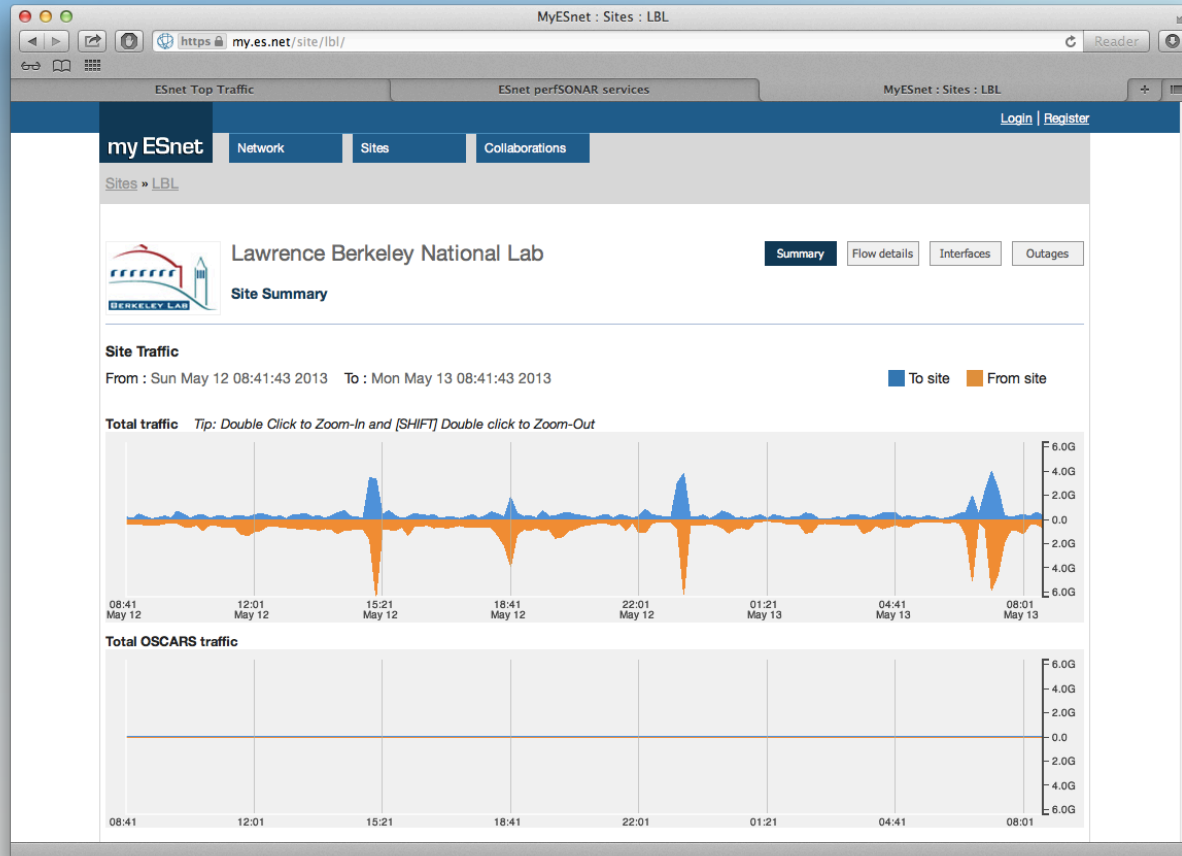 MyESnet : Sites : LBL
https my.es.net/site/lbl/
Reader
ESnet Top Traffic
ESnet perfSONAR services
MyESnet : Sites : LBL
Login | Register
my ESnet
Network
Sites
Collaborations
Sites » LBL
BERKELEY LAB
Lawrence Berkeley National Lab
Site Summary
Summary
Flow details
Interfaces
Outages
Site Traffic
From : Sun May 12 08:41:43 2013 To : Mon May 13 08:41:43 2013
To site
From site
Total traffic Tip: Double Click to Zoom-In and [SHIFT] Double click to Zoom-Out
6.0G
4.0G
2.0G
0.0
2.0G
4.0G
6.0G
08:41 12:01 15:21 18:41 22:01 01:21 04:41 08:01
May 12 May 12 May 12 May 12 May 12 May 13 May 13 May 13
Total OSCARS traffic
6.0G
4.0G
2.0G
0.0
2.0G
4.0G
6.0G
08:41 12:01 15:21 18:41 22:01 01:21 04:41 08:01